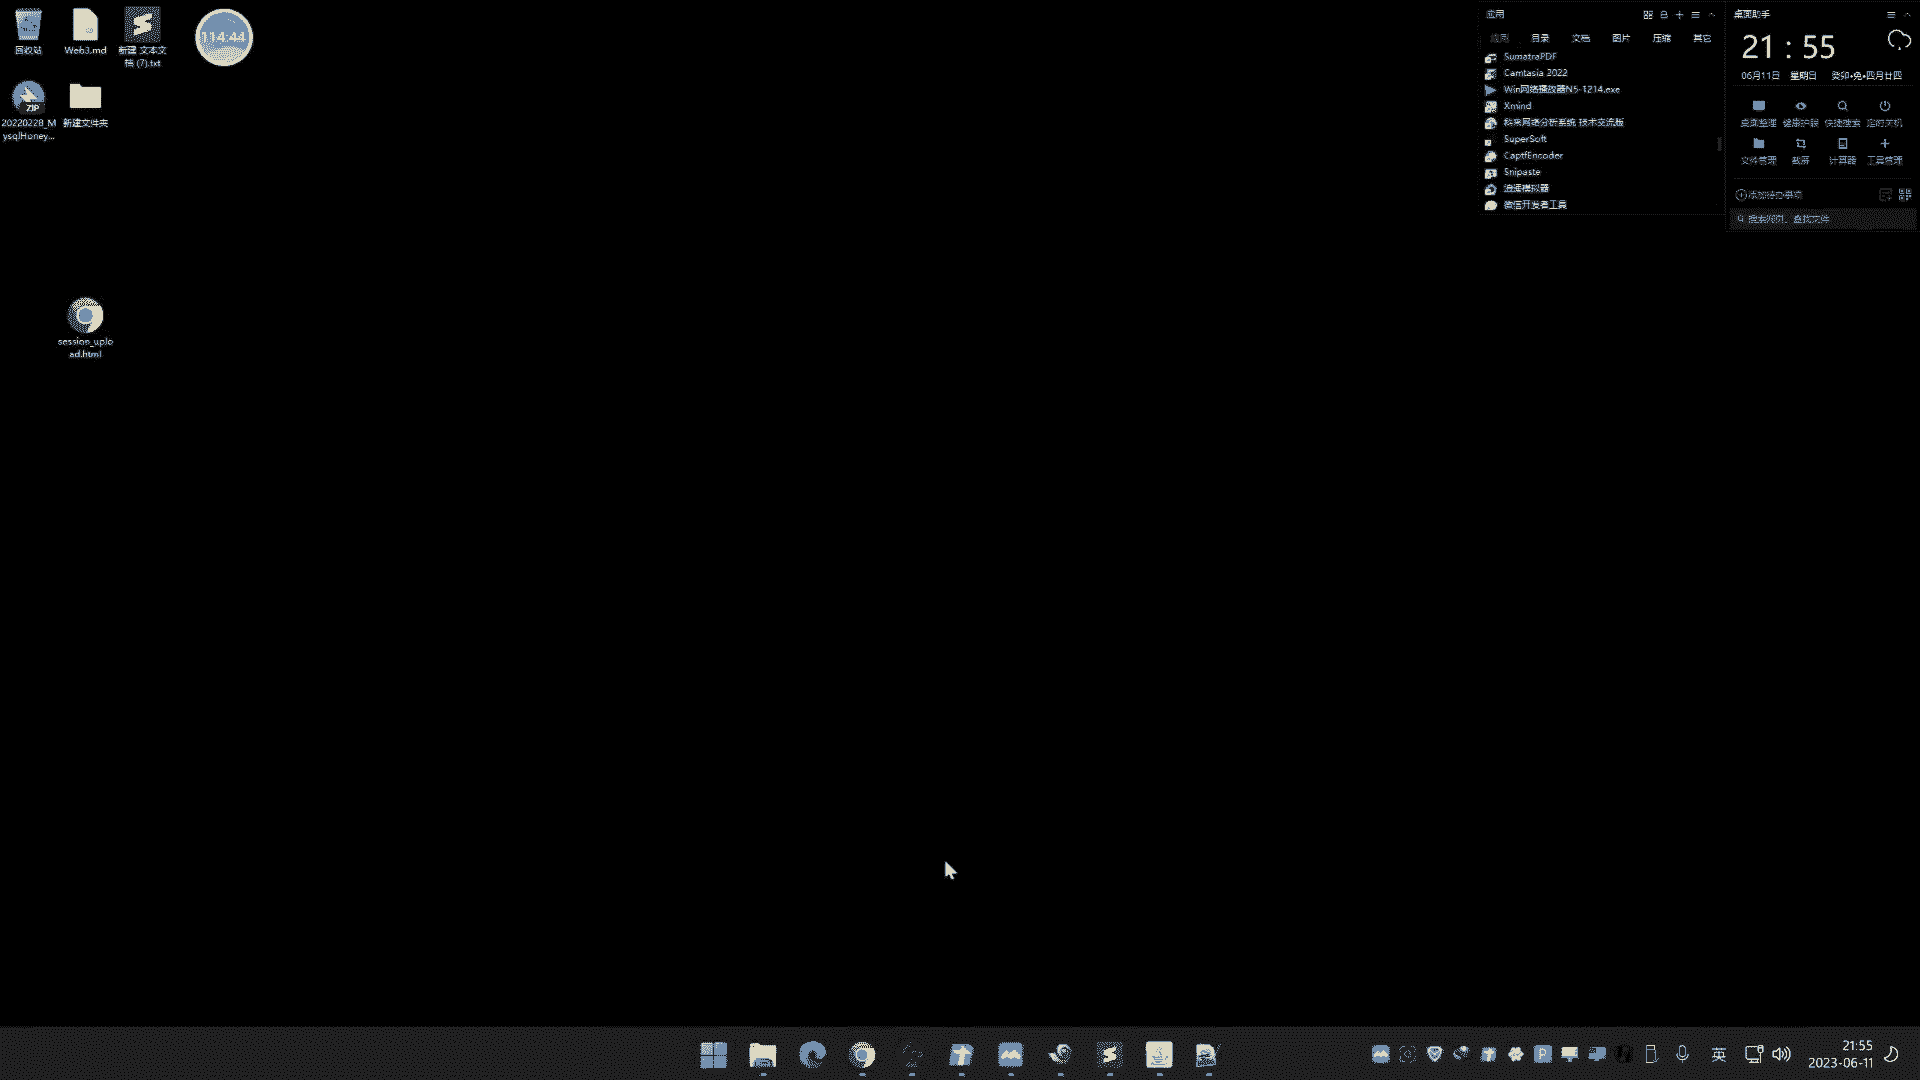 回收站
Web3.md
新建 文本文
档 (7).txt
114:44
ZIP
20220228_M
ysqlHoney...
新建文件夹
session_uplo
ad.html
应用
应用
目录
文档
图片
压缩
其它
SumatraPDF
Camtasia 2022
Win网络播放器N5-1214.exe
Xmind
科来网络分析系统 技术交流版
SuperSoft
CaptfEncoder
Snipaste
逍遥模拟器
微信开发者工具
桌面助手
21 : 55
06月11日 星期日 癸卯•兔•四月廿四
桌面整理
健康护眼
快捷搜索
定时关机
文件管理
截屏
计算器
工具管理
添加待办事项
搜索网页、查找文件
P
英
21:55
2023-06-11